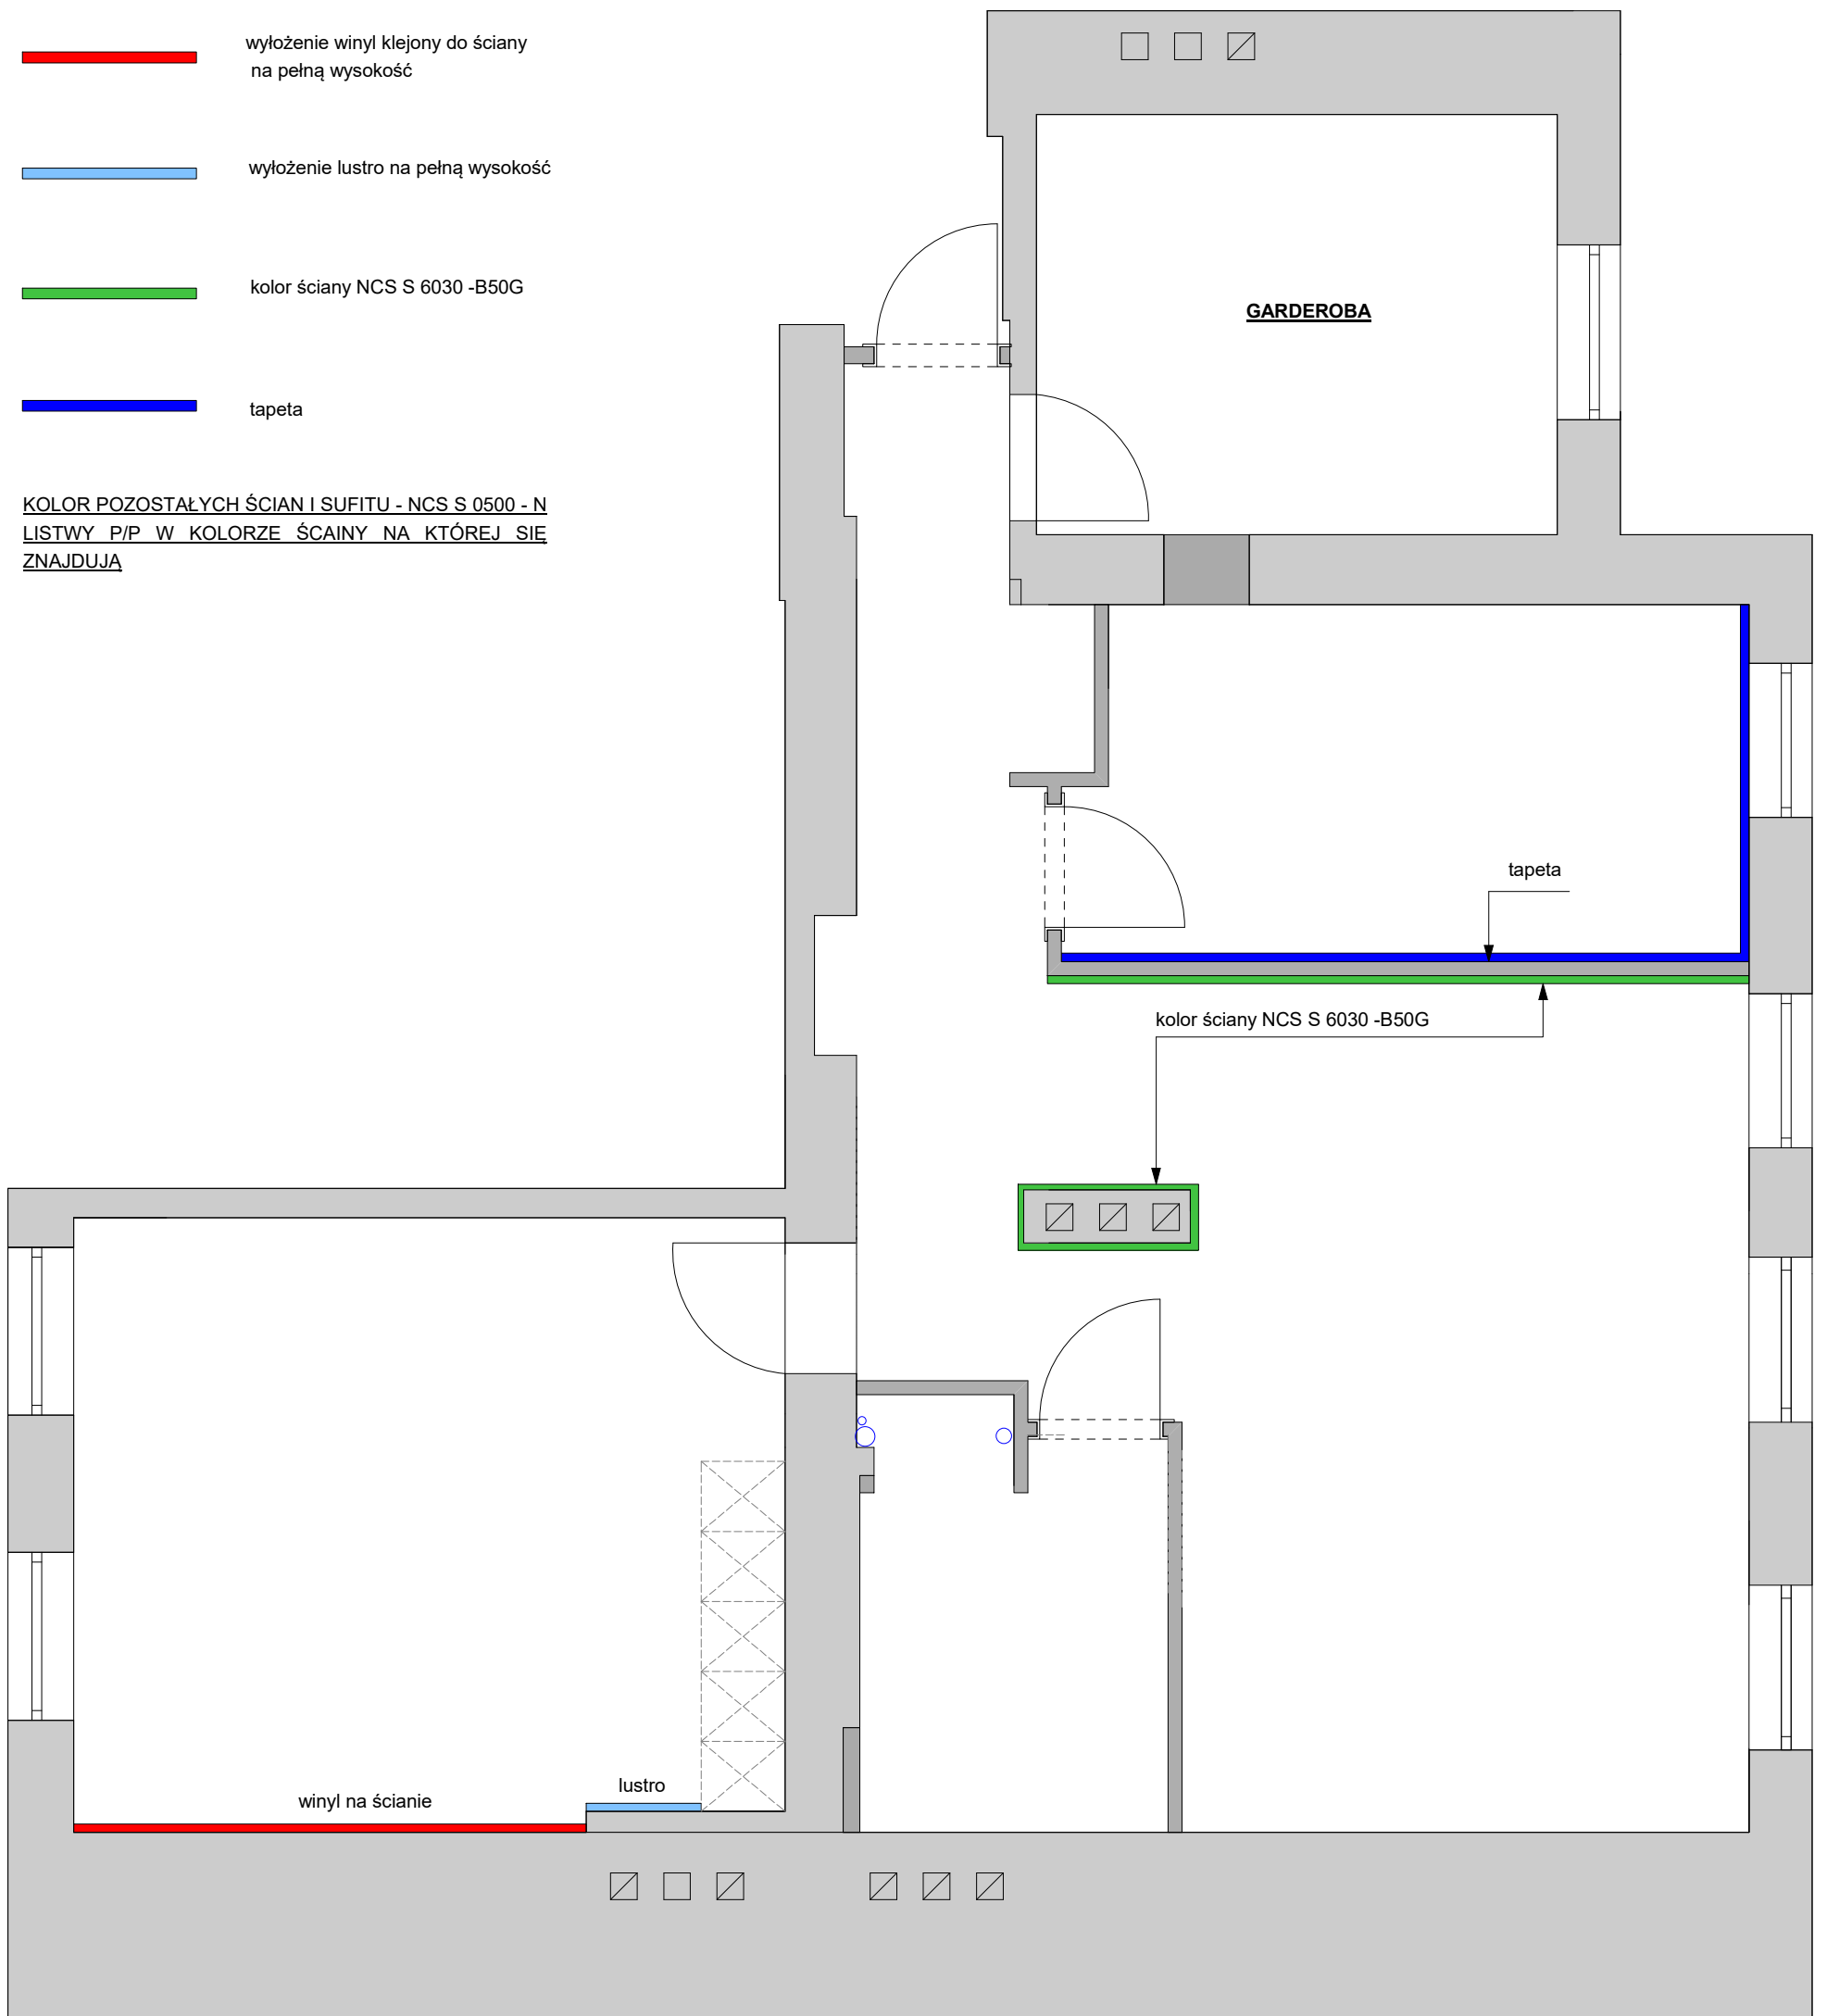 wyłożenie winyl klejony do ściany
na pełną wysokość
wyłożenie lustro na pełną wysokość
kolor ściany NCS S 6030 -B50G
tapeta
KOLOR POZOSTAŁYCH ŚCIAN I SUFITU - NCS S 0500 - N
LISTWY P/P W KOLORZE ŚCAINY NA KTÓREJ SIĘ
ZNAJDUJĄ
GARDEROBA
tapeta
kolor ściany NCS S 6030 -B50G
lustro
winyl na ścianie